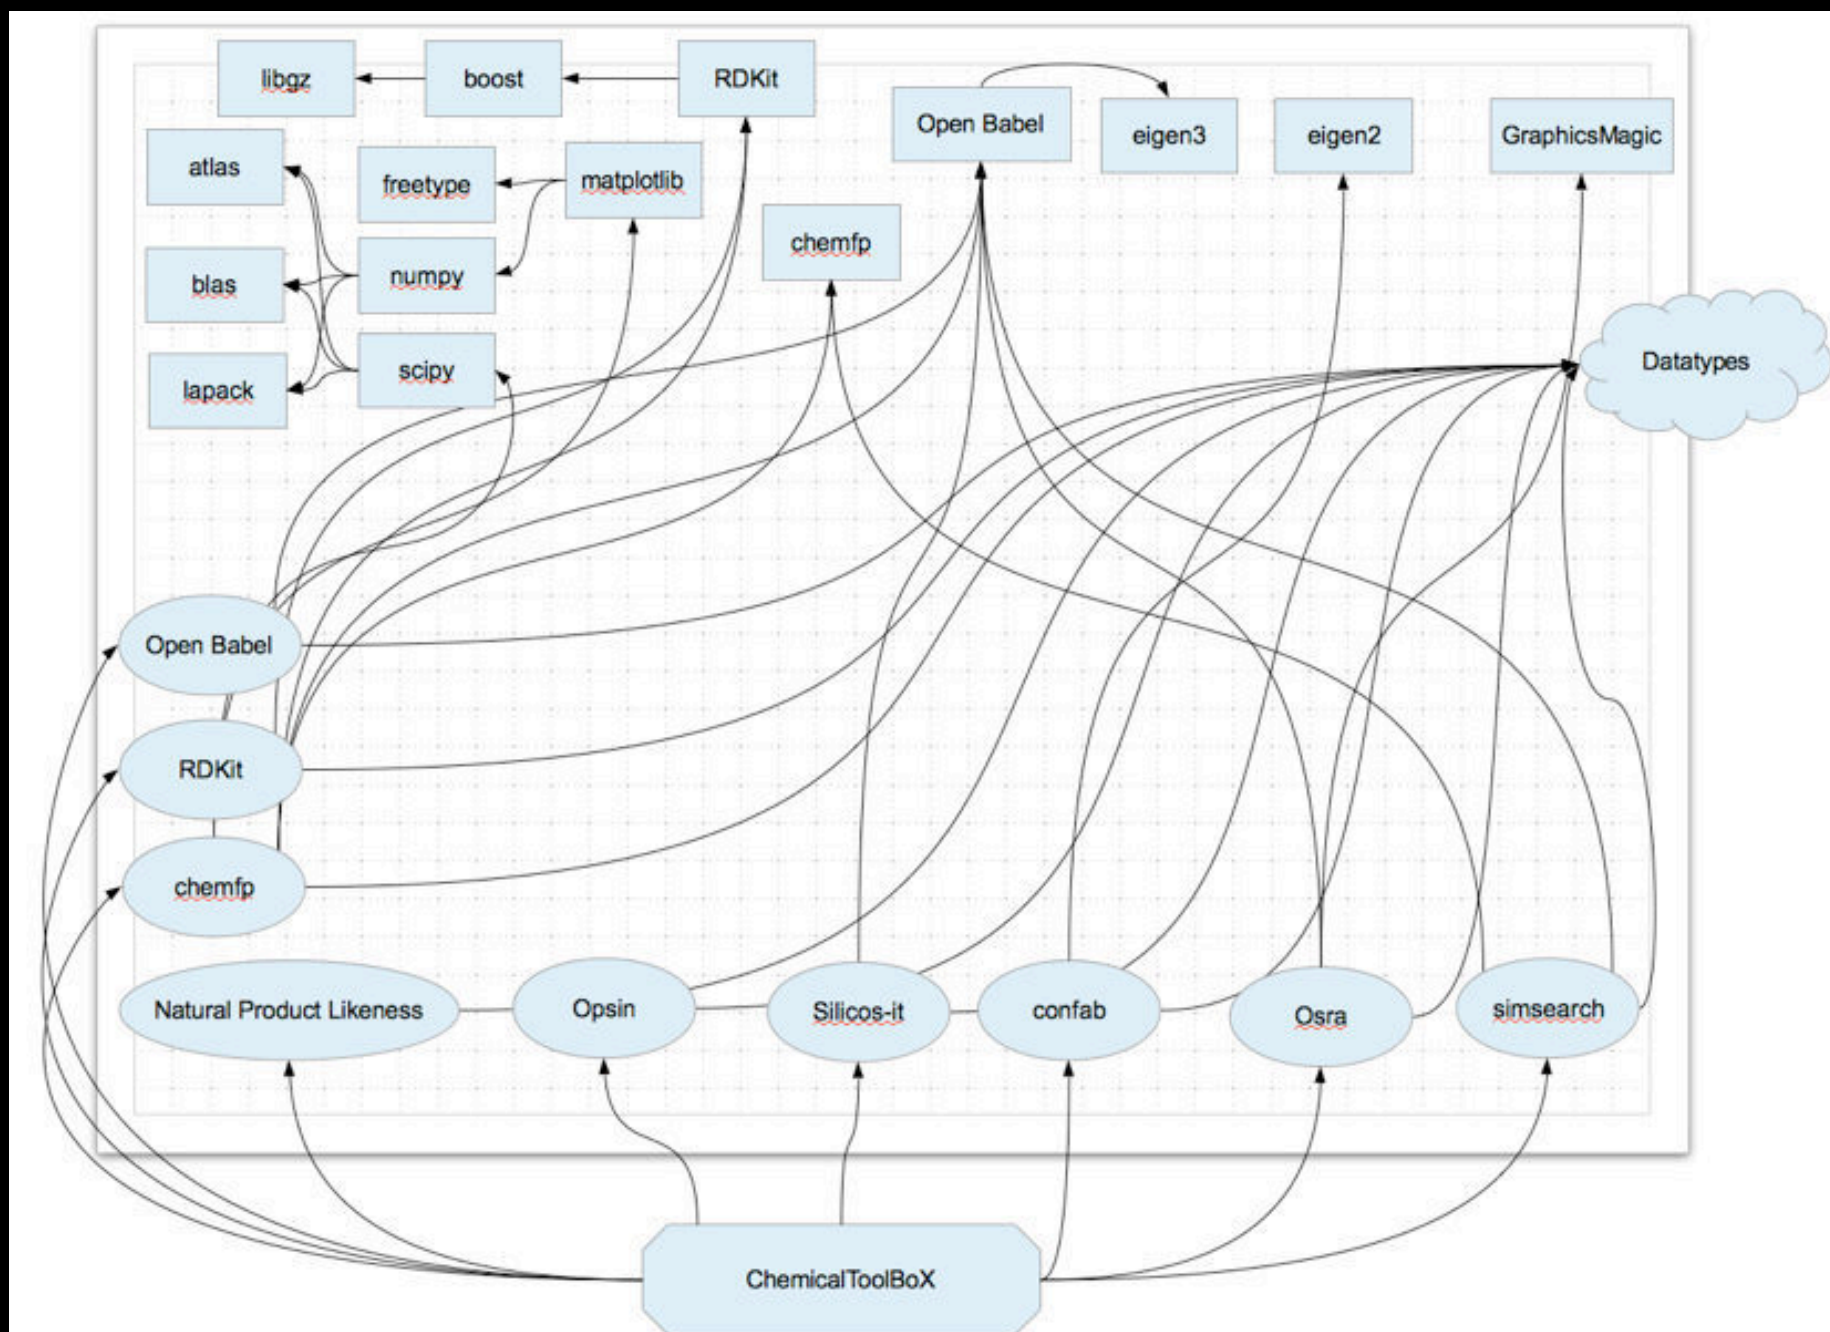 libgz
boost
RDKit
Open Babel
eigen3
eigen2
GraphicsMagic
atlas
freetype
matplotlib
chemfp
blas
numpy
lapack
scipy
Datatypes
Open Babel
RDKit
chemfp
Natural Product Likeness
Opsin
Silicos-it
confab
Osra
simsearch
ChemicalToolBoX